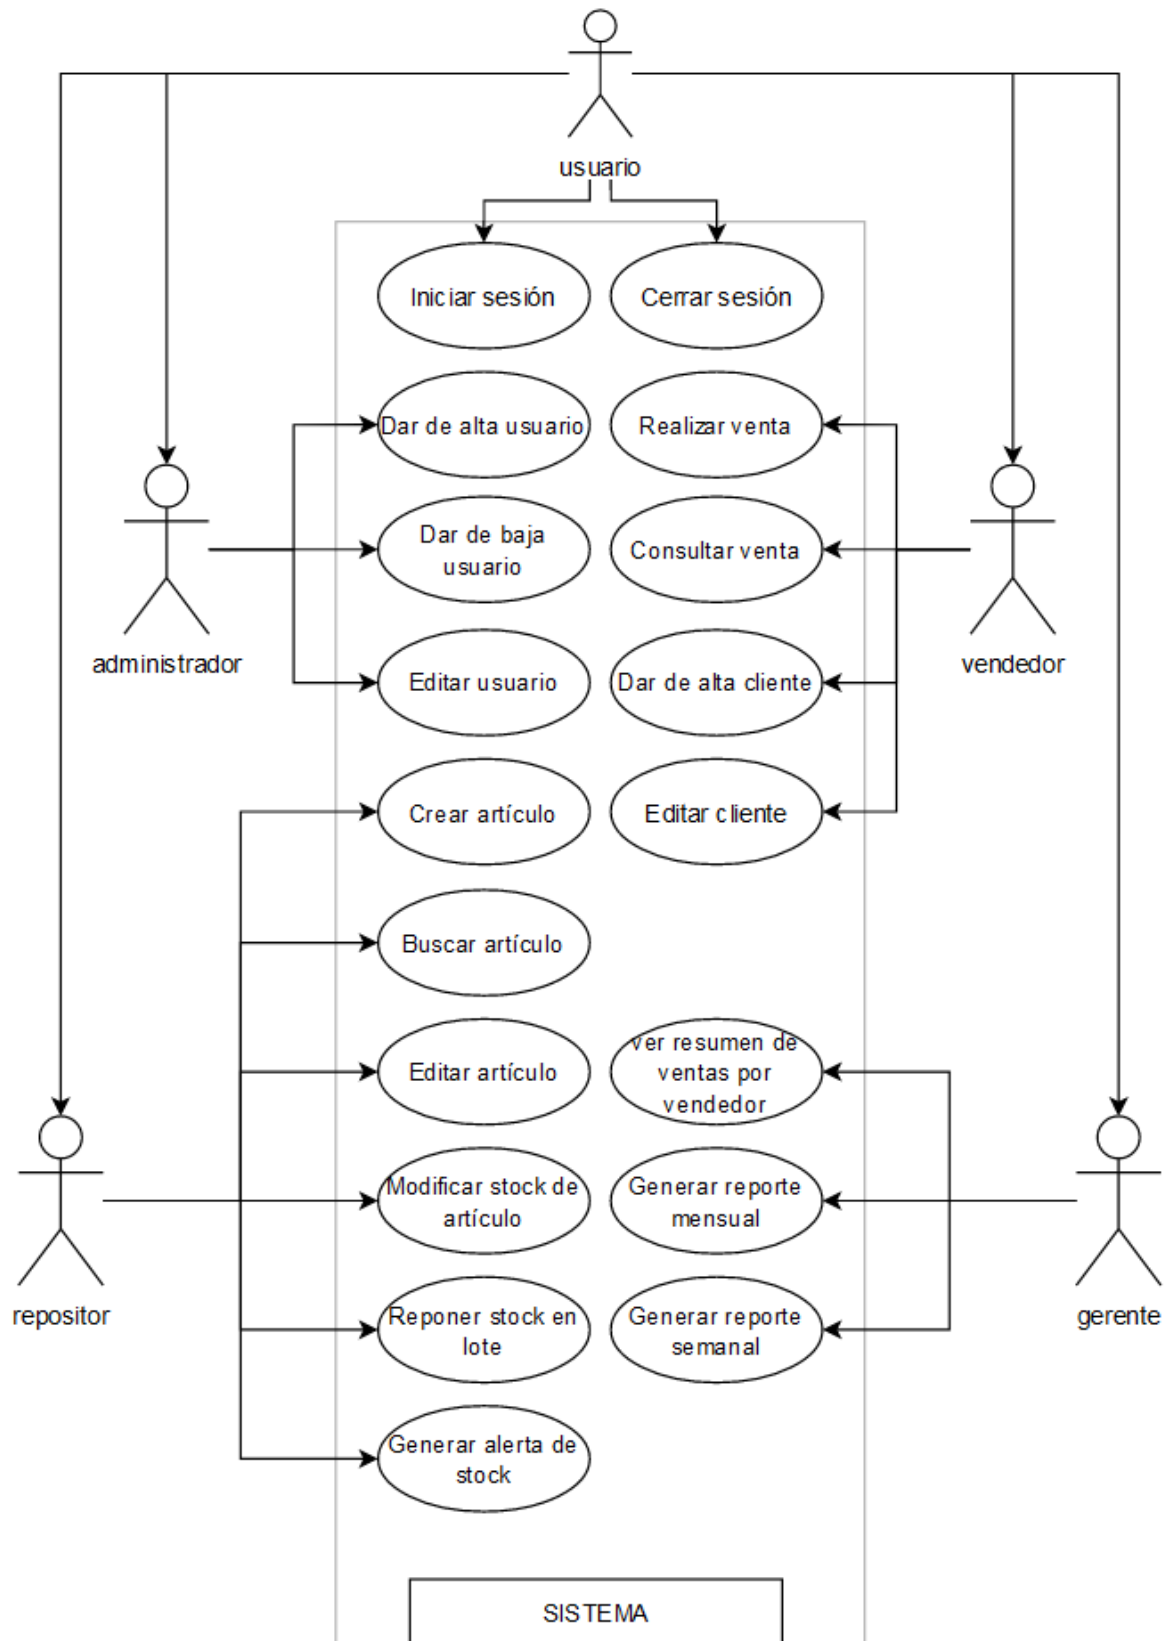 usuario
Iniciar sesión
Cerrar sesión
Dar de alta usuario
Realizar venta
Dar de baja
usuario
Consultar venta
administrador
vendedor
Editar usuario
Dar de alta cliente
Crear artículo
Editar cliente
Buscar artículo
Editar artículo
ver resumen de
ventas por
vendedor
Modificar stock de
artículo
Generar reporte
mensual
repositor
gerente
Reponer stock en
lote
Generar reporte
semanal
Generar alerta de
stock
SISTEMA